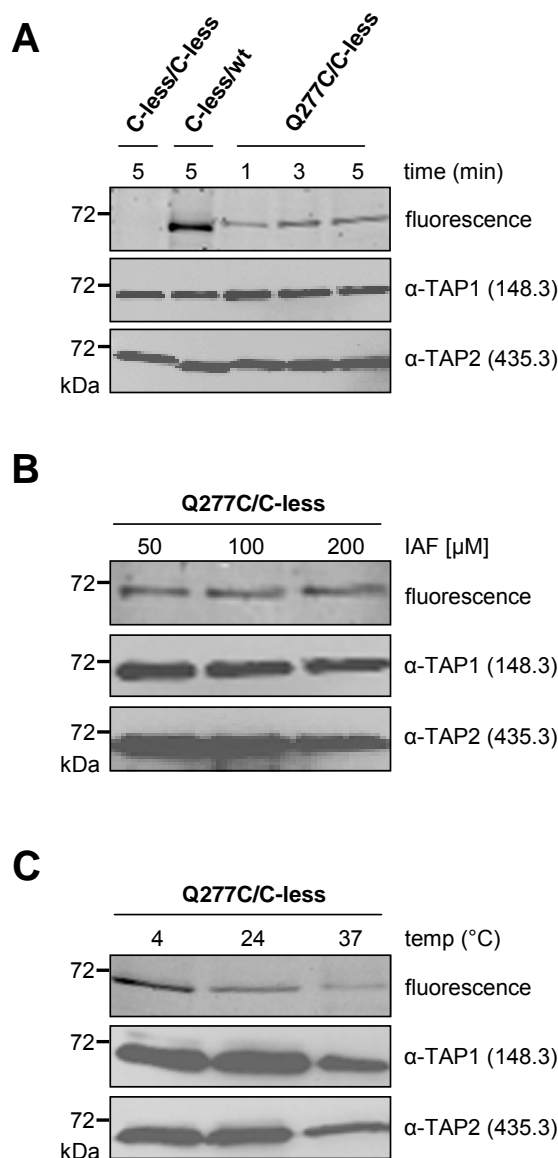 A
C-less/C-less
C-less/wt
Q277C/C-less
5 5 1 3 5 time (min)
72
fluorescence
72
α-TAP1 (148.3)
72
α-TAP2 (435.3)
kDa
B
Q277C/C-less
50 100 200 IAF [µM]
72
fluorescence
72
α-TAP1 (148.3)
72
α-TAP2 (435.3)
kDa
C
Q277C/C-less
4 24 37 temp (°C)
72
fluorescence
72
α-TAP1 (148.3)
72
α-TAP2 (435.3)
kDa